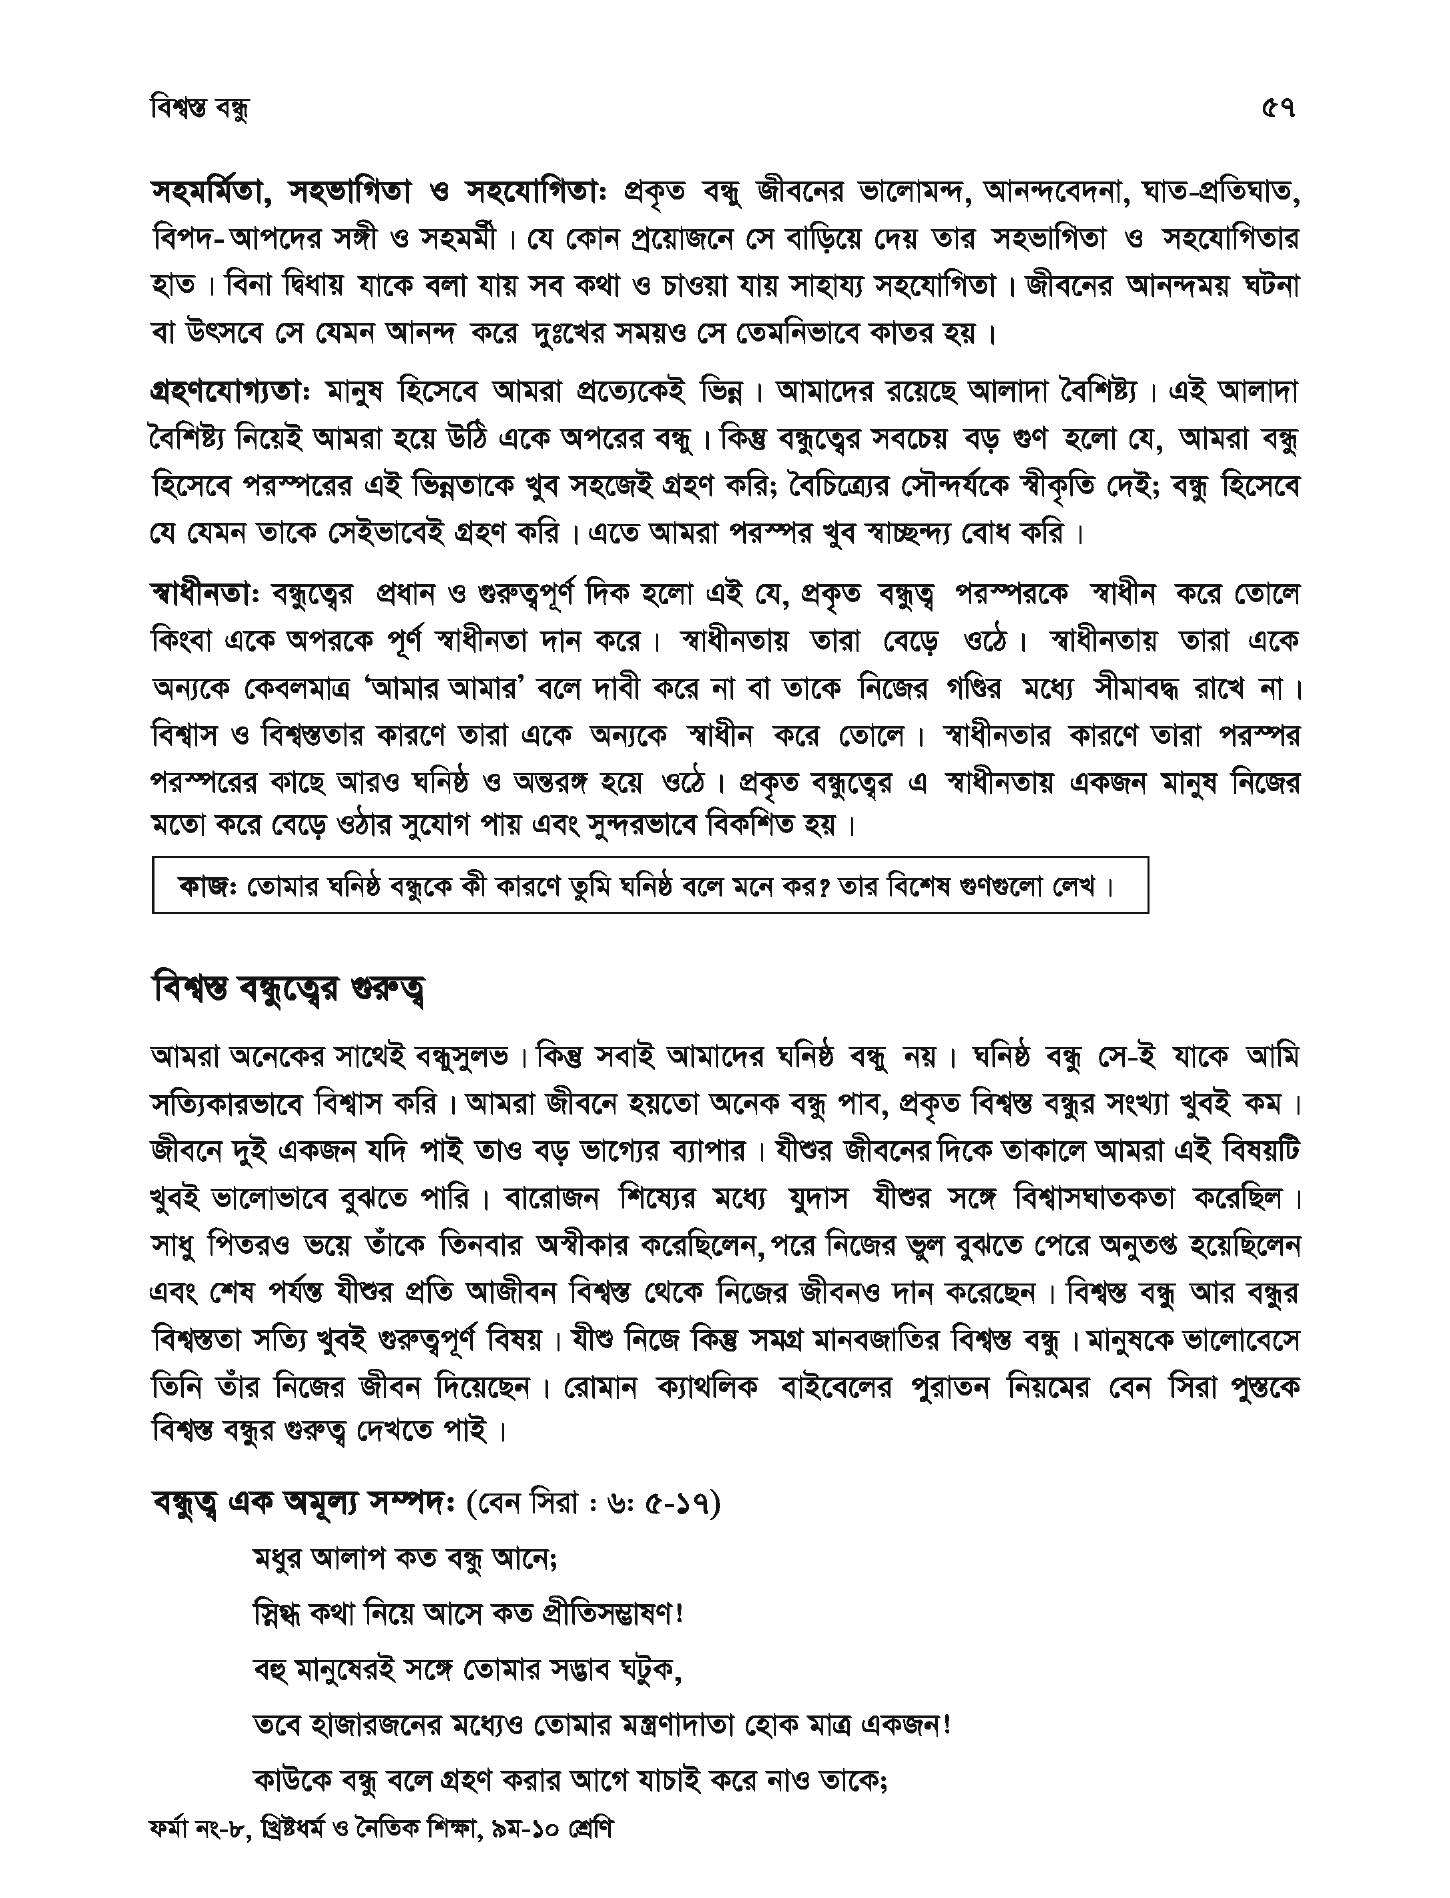 বিশ্বস্ত বন্ধু
৫৭
সহমর্মিতা, সহভাগিতা ও সহযোগিতা: প্রকৃত বন্ধু জীবনের ভালোমন্দ, আনন্দবেদনা, ঘাত-প্রতিঘাত,
বিপদ-আপদের সঙ্গী ও সহমর্মী। যে কোন প্রয়োজনে সে বাড়িয়ে দেয় তার সহভাগিতা ও সহযোগিতার
হাত। বিনা দ্বিধায় যাকে বলা যায় সব কথা ও চাওয়া যায় সাহায্য সহযোগিতা। জীবনের আনন্দময় ঘটনা
বা উৎসবে সে যেমন আনন্দ করে দুঃখের সময়ও সে তেমনিভাবে কাতর হয়।
গ্রহণযোগ্যতা: মানুষ হিসেবে আমরা প্রত্যেকেই ভিন্ন। আমাদের রয়েছে আলাদা বৈশিষ্ট্য। এই আলাদা
বৈশিষ্ট্য নিয়েই আমরা হয়ে উঠি একে অপরের বন্ধু। কিন্তু বন্ধুত্বের সবচেয় বড় গুণ হলো যে, আমরা বন্ধু
হিসেবে পরস্পরের এই ভিন্নতাকে খুব সহজেই গ্রহণ করি; বৈচিত্র্যের সৌন্দর্যকে স্বীকৃতি দেই; বন্ধু হিসেবে
যে যেমন তাকে সেইভাবেই গ্রহণ করি। এতে আমরা পরস্পর খুব স্বাচ্ছন্দ্য বোধ করি।
স্বাধীনতা: বন্ধুত্বের প্রধান ও গুরুত্বপূর্ণ দিক হলো এই যে, প্রকৃত বন্ধুত্ব পরস্পরকে স্বাধীন করে তোলে
কিংবা একে অপরকে পূর্ণ স্বাধীনতা দান করে। স্বাধীনতায় তারা বেড়ে ওঠে। স্বাধীনতায় তারা একে
অন্যকে কেবলমাত্র ‘আমার আমার’ বলে দাবী করে না বা তাকে নিজের গণ্ডির মধ্যে সীমাবদ্ধ রাখে না।
বিশ্বাস ও বিশ্বস্ততার কারণে তারা একে অন্যকে স্বাধীন করে তোলে। স্বাধীনতার কারণে তারা পরস্পর
পরস্পরের কাছে আরও ঘনিষ্ঠ ও অন্তরঙ্গ হয়ে ওঠে। প্রকৃত বন্ধুত্বের এ স্বাধীনতায় একজন মানুষ নিজের
মতো করে বেড়ে ওঠার সুযোগ পায় এবং সুন্দরভাবে বিকশিত হয়।
কাজ: তোমার ঘনিষ্ঠ বন্ধুকে কী কারণে তুমি ঘনিষ্ঠ বলে মনে কর? তার বিশেষ গুণগুলো লেখ।
বিশ্বস্ত বন্ধুত্বের গুরুত্ব
আমরা অনেকের সাথেই বন্ধুসুলভ। কিন্তু সবাই আমাদের ঘনিষ্ঠ বন্ধু নয়। ঘনিষ্ঠ বন্ধু সে-ই যাকে আমি
সত্যিকারভাবে বিশ্বাস করি। আমরা জীবনে হয়তো অনেক বন্ধু পাব, প্রকৃত বিশ্বস্ত বন্ধুর সংখ্যা খুবই কম।
জীবনে দুই একজন যদি পাই তাও বড় ভাগ্যের ব্যাপার। যীশুর জীবনের দিকে তাকালে আমরা এই বিষয়টি
খুবই ভালোভাবে বুঝতে পারি। বারোজন শিষ্যের মধ্যে যুদাস যীশুর সঙ্গে বিশ্বাসঘাতকতা করেছিল।
সাধু পিতরও ভয়ে তাঁকে তিনবার অস্বীকার করেছিলেন, পরে নিজের ভুল বুঝতে পেরে অনুতপ্ত হয়েছিলেন
এবং শেষ পর্যন্ত যীশুর প্রতি আজীবন বিশ্বস্ত থেকে নিজের জীবনও দান করেছেন। বিশ্বস্ত বন্ধু আর বন্ধুর
বিশ্বস্ততা সত্যি খুবই গুরুত্বপূর্ণ বিষয়। যীশু নিজে কিন্তু সমগ্র মানবজাতির বিশ্বস্ত বন্ধু। মানুষকে ভালোবেসে
তিনি তাঁর নিজের জীবন দিয়েছেন। রোমান ক্যাথলিক বাইবেলের পুরাতন নিয়মের বেন সিরা পুস্তকে
বিশ্বস্ত বন্ধুর গুরুত্ব দেখতে পাই।
বন্ধুত্ব এক অমূল্য সম্পদ: (বেন সিরা : ৬: ৫-১৭)
মধুর আলাপ কত বন্ধু আনে;
স্নিগ্ধ কথা নিয়ে আসে কত প্রীতিসম্ভাষণ!
বহু মানুষেরই সঙ্গে তোমার সদ্ভাব ঘটুক,
তবে হাজারজনের মধ্যেও তোমার মন্ত্রণাদাতা হোক মাত্র একজন!
কাউকে বন্ধু বলে গ্রহণ করার আগে যাচাই করে নাও তাকে;
ফর্মা নং-৮, খ্রিষ্টধর্ম ও নৈতিক শিক্ষা, ৯ম-১০ শ্রেণি